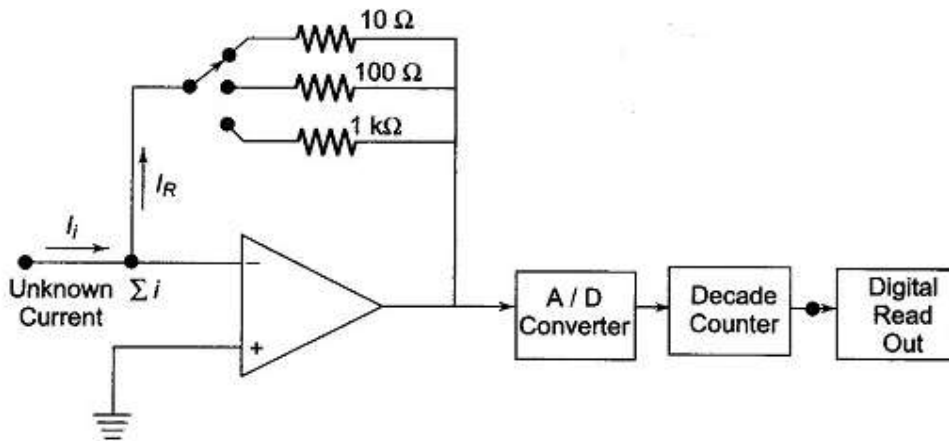 10 Ω
100 Ω
1 kΩ
I_R
I_i
Unknown
Current
Σ i
−
+
A / D
Converter
Decade
Counter
Digital
Read
Out